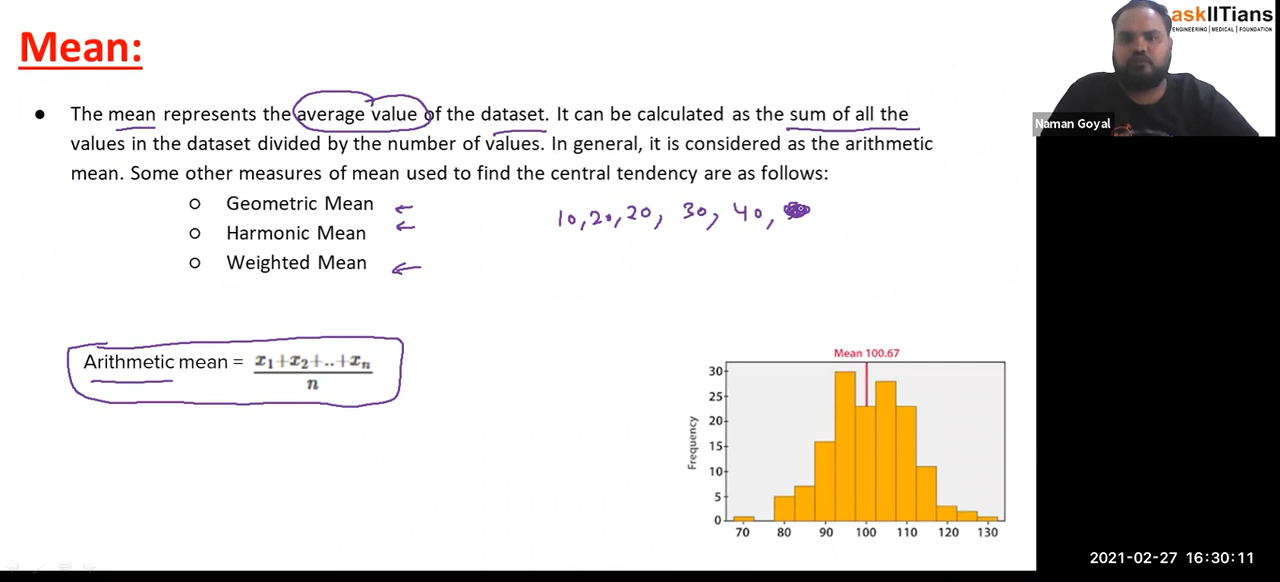 askIITians
ENGINEERING | MEDICAL | FOUNDATION
Mean:
● The mean represents the average value of the dataset. It can be calculated as the sum of all the
values in the dataset divided by the number of values. In general, it is considered as the arithmetic
mean. Some other measures of mean used to find the central tendency are as follows:
Naman Goyal
o Geometric Mean
o Harmonic Mean
o Weighted Mean
10, 20, 20, 30, 40,
Arithmetic mean = x₁+x₂+..+xₙ
n
Mean 100.67
Frequency
30
25
20
15
10
5
0
70 80 90 100 110 120 130
2021-02-27 16:30:11